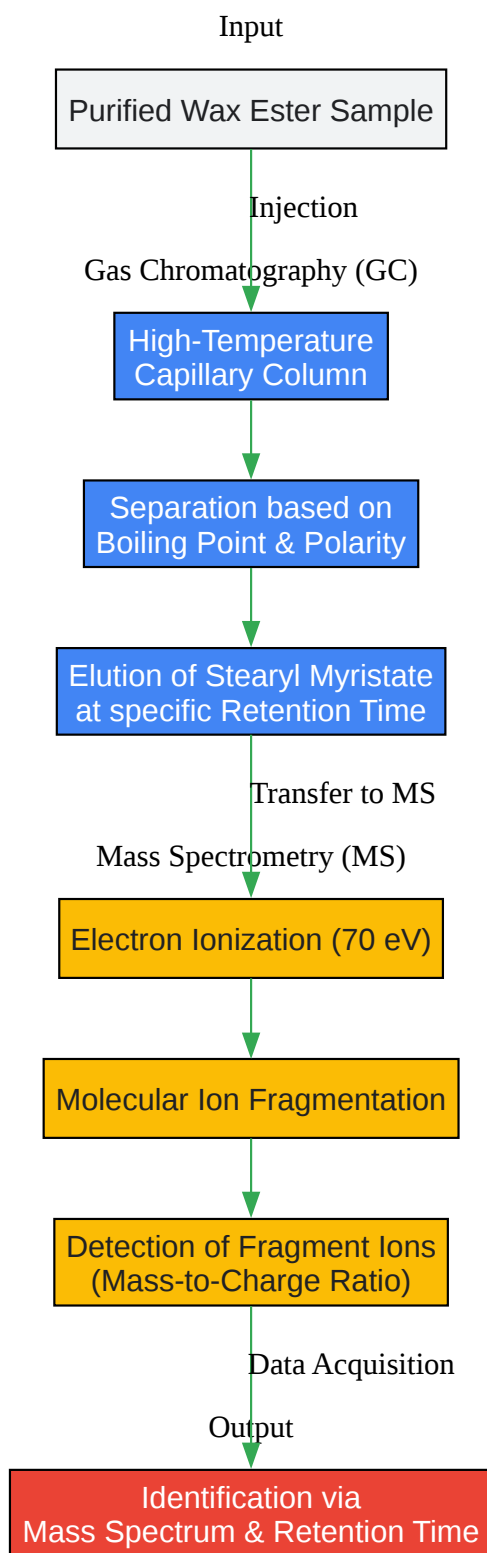 Input
Purified Wax Ester Sample
Injection
Gas Chromatography (GC)
High-Temperature
Capillary Column
Separation based on
Boiling Point & Polarity
Elution of Stearyl Myristate
at specific Retention Time
Transfer to MS
Mass Spectrometry (MS)
Electron Ionization (70 eV)
Molecular Ion Fragmentation
Detection of Fragment Ions
(Mass-to-Charge Ratio)
Data Acquisition
Output
Identification via
Mass Spectrum & Retention Time